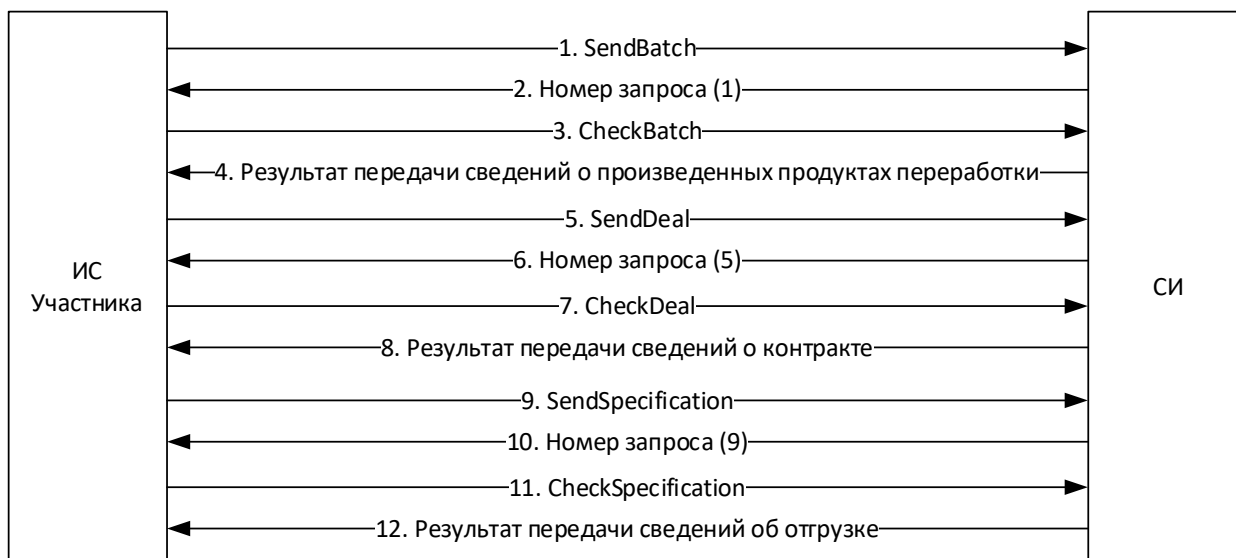 1. SendBatch
2. Номер запроса (1)
3. CheckBatch
4. Результат передачи сведений о произведенных продуктах переработки
5. SendDeal
6. Номер запроса (5)
7. CheckDeal
8. Результат передачи сведений о контракте
9. SendSpecification
10. Номер запроса (9)
11. CheckSpecification
12. Результат передачи сведений об отгрузке
ИС
Участника
СИ